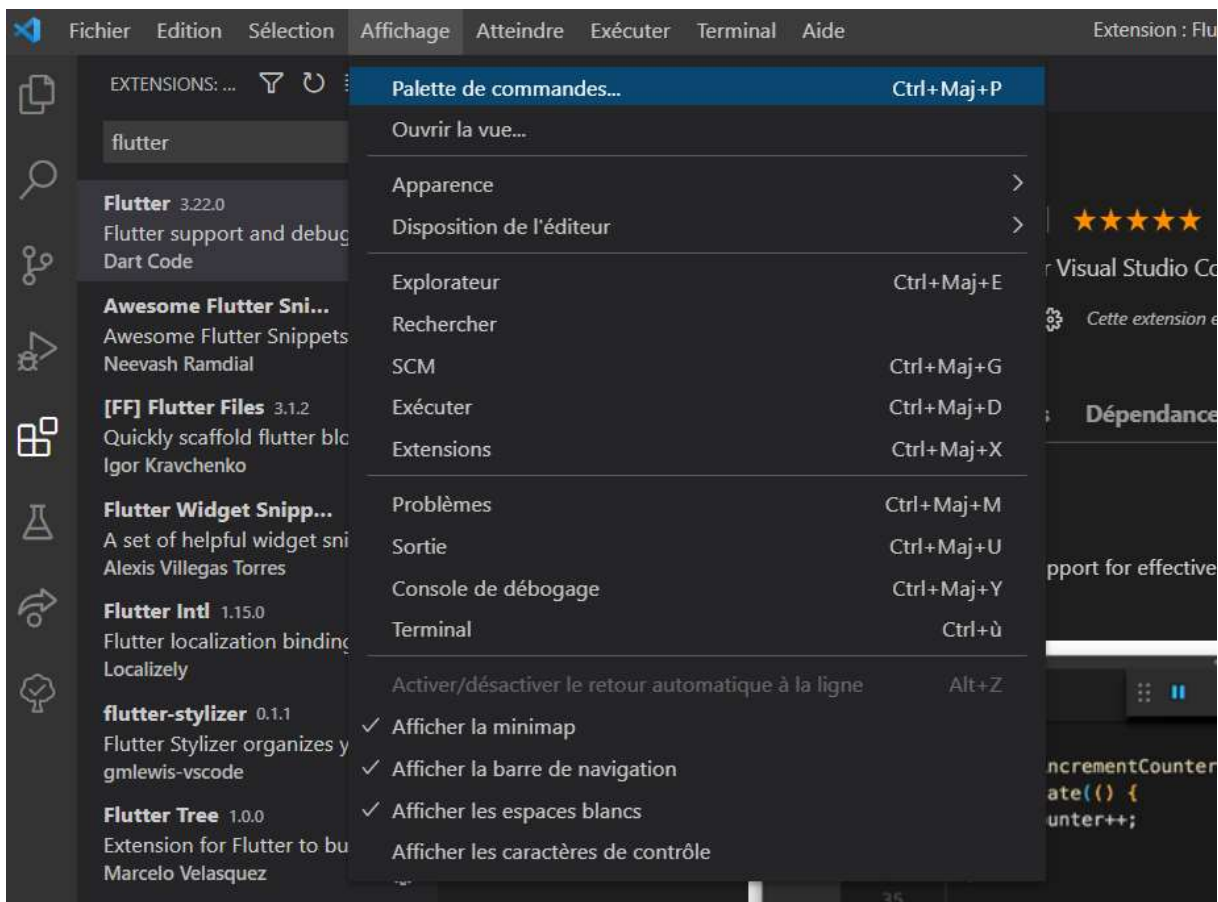 Fichier Edition Sélection Affichage Atteindre Exécuter Terminal Aide Extension : Flu
EXTENSIONS: ...
flutter
Flutter 3.22.0
Flutter support and debug
Dart Code
Awesome Flutter Sni...
Awesome Flutter Snippets
Neevash Ramdial
[FF] Flutter Files 3.1.2
Quickly scaffold flutter blo
Igor Kravchenko
Flutter Widget Snipp...
A set of helpful widget sni
Alexis Villegas Torres
Flutter Intl 1.15.0
Flutter localization binding
Localizely
flutter-stylizer 0.1.1
Flutter Stylizer organizes y
gmlewis-vscode
Flutter Tree 1.0.0
Extension for Flutter to bu
Marcelo Velasquez
Palette de commandes... Ctrl+Maj+P
Ouvrir la vue...
Apparence
Disposition de l'éditeur
Explorateur Ctrl+Maj+E
Rechercher
SCM Ctrl+Maj+G
Exécuter Ctrl+Maj+D
Extensions Ctrl+Maj+X
Problèmes Ctrl+Maj+M
Sortie Ctrl+Maj+U
Console de débogage Ctrl+Maj+Y
Terminal Ctrl+ù
Activer/désactiver le retour automatique à la ligne Alt+Z
Afficher la minimap
Afficher la barre de navigation
Afficher les espaces blancs
Afficher les caractères de contrôle
r Visual Studio Co
Cette extension e
s Dépendance
pport for effective
ncrementCounter
ate(() {
unter++;
35